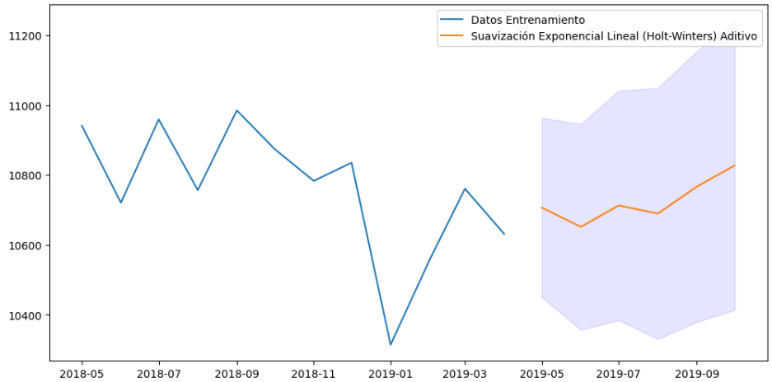 Datos Entrenamiento
Suavización Exponencial Lineal (Holt-Winters) Aditivo
11200
11000
10800
10600
10400
2018-05 2018-07 2018-09 2018-11 2019-01 2019-03 2019-05 2019-07 2019-09